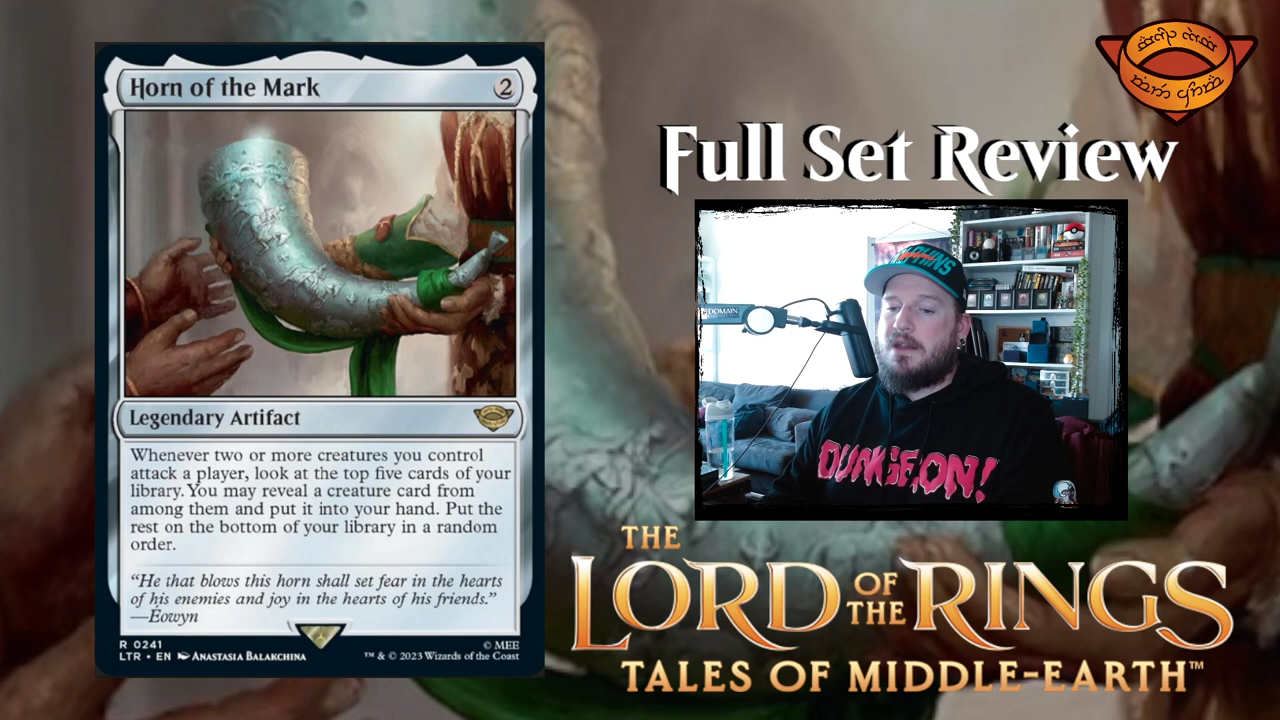 Horn of the Mark
2
Legendary Artifact
Whenever two or more creatures you control
attack a player, look at the top five cards of your
library. You may reveal a creature card from
among them and put it into your hand. Put the
rest on the bottom of your library in a random
order.
“He that blows this horn shall set fear in the hearts
of his enemies and joy in the hearts of his friends.”
—Éowyn
R 0241
LTR • EN ANASTASIA BALAKCHINA
© MEE
™ & © 2023 Wizards of the Coast
Full Set Review
DOMAIN
DUNGEON!
THE
LORD OF THE RINGS
TALES OF MIDDLE-EARTH™